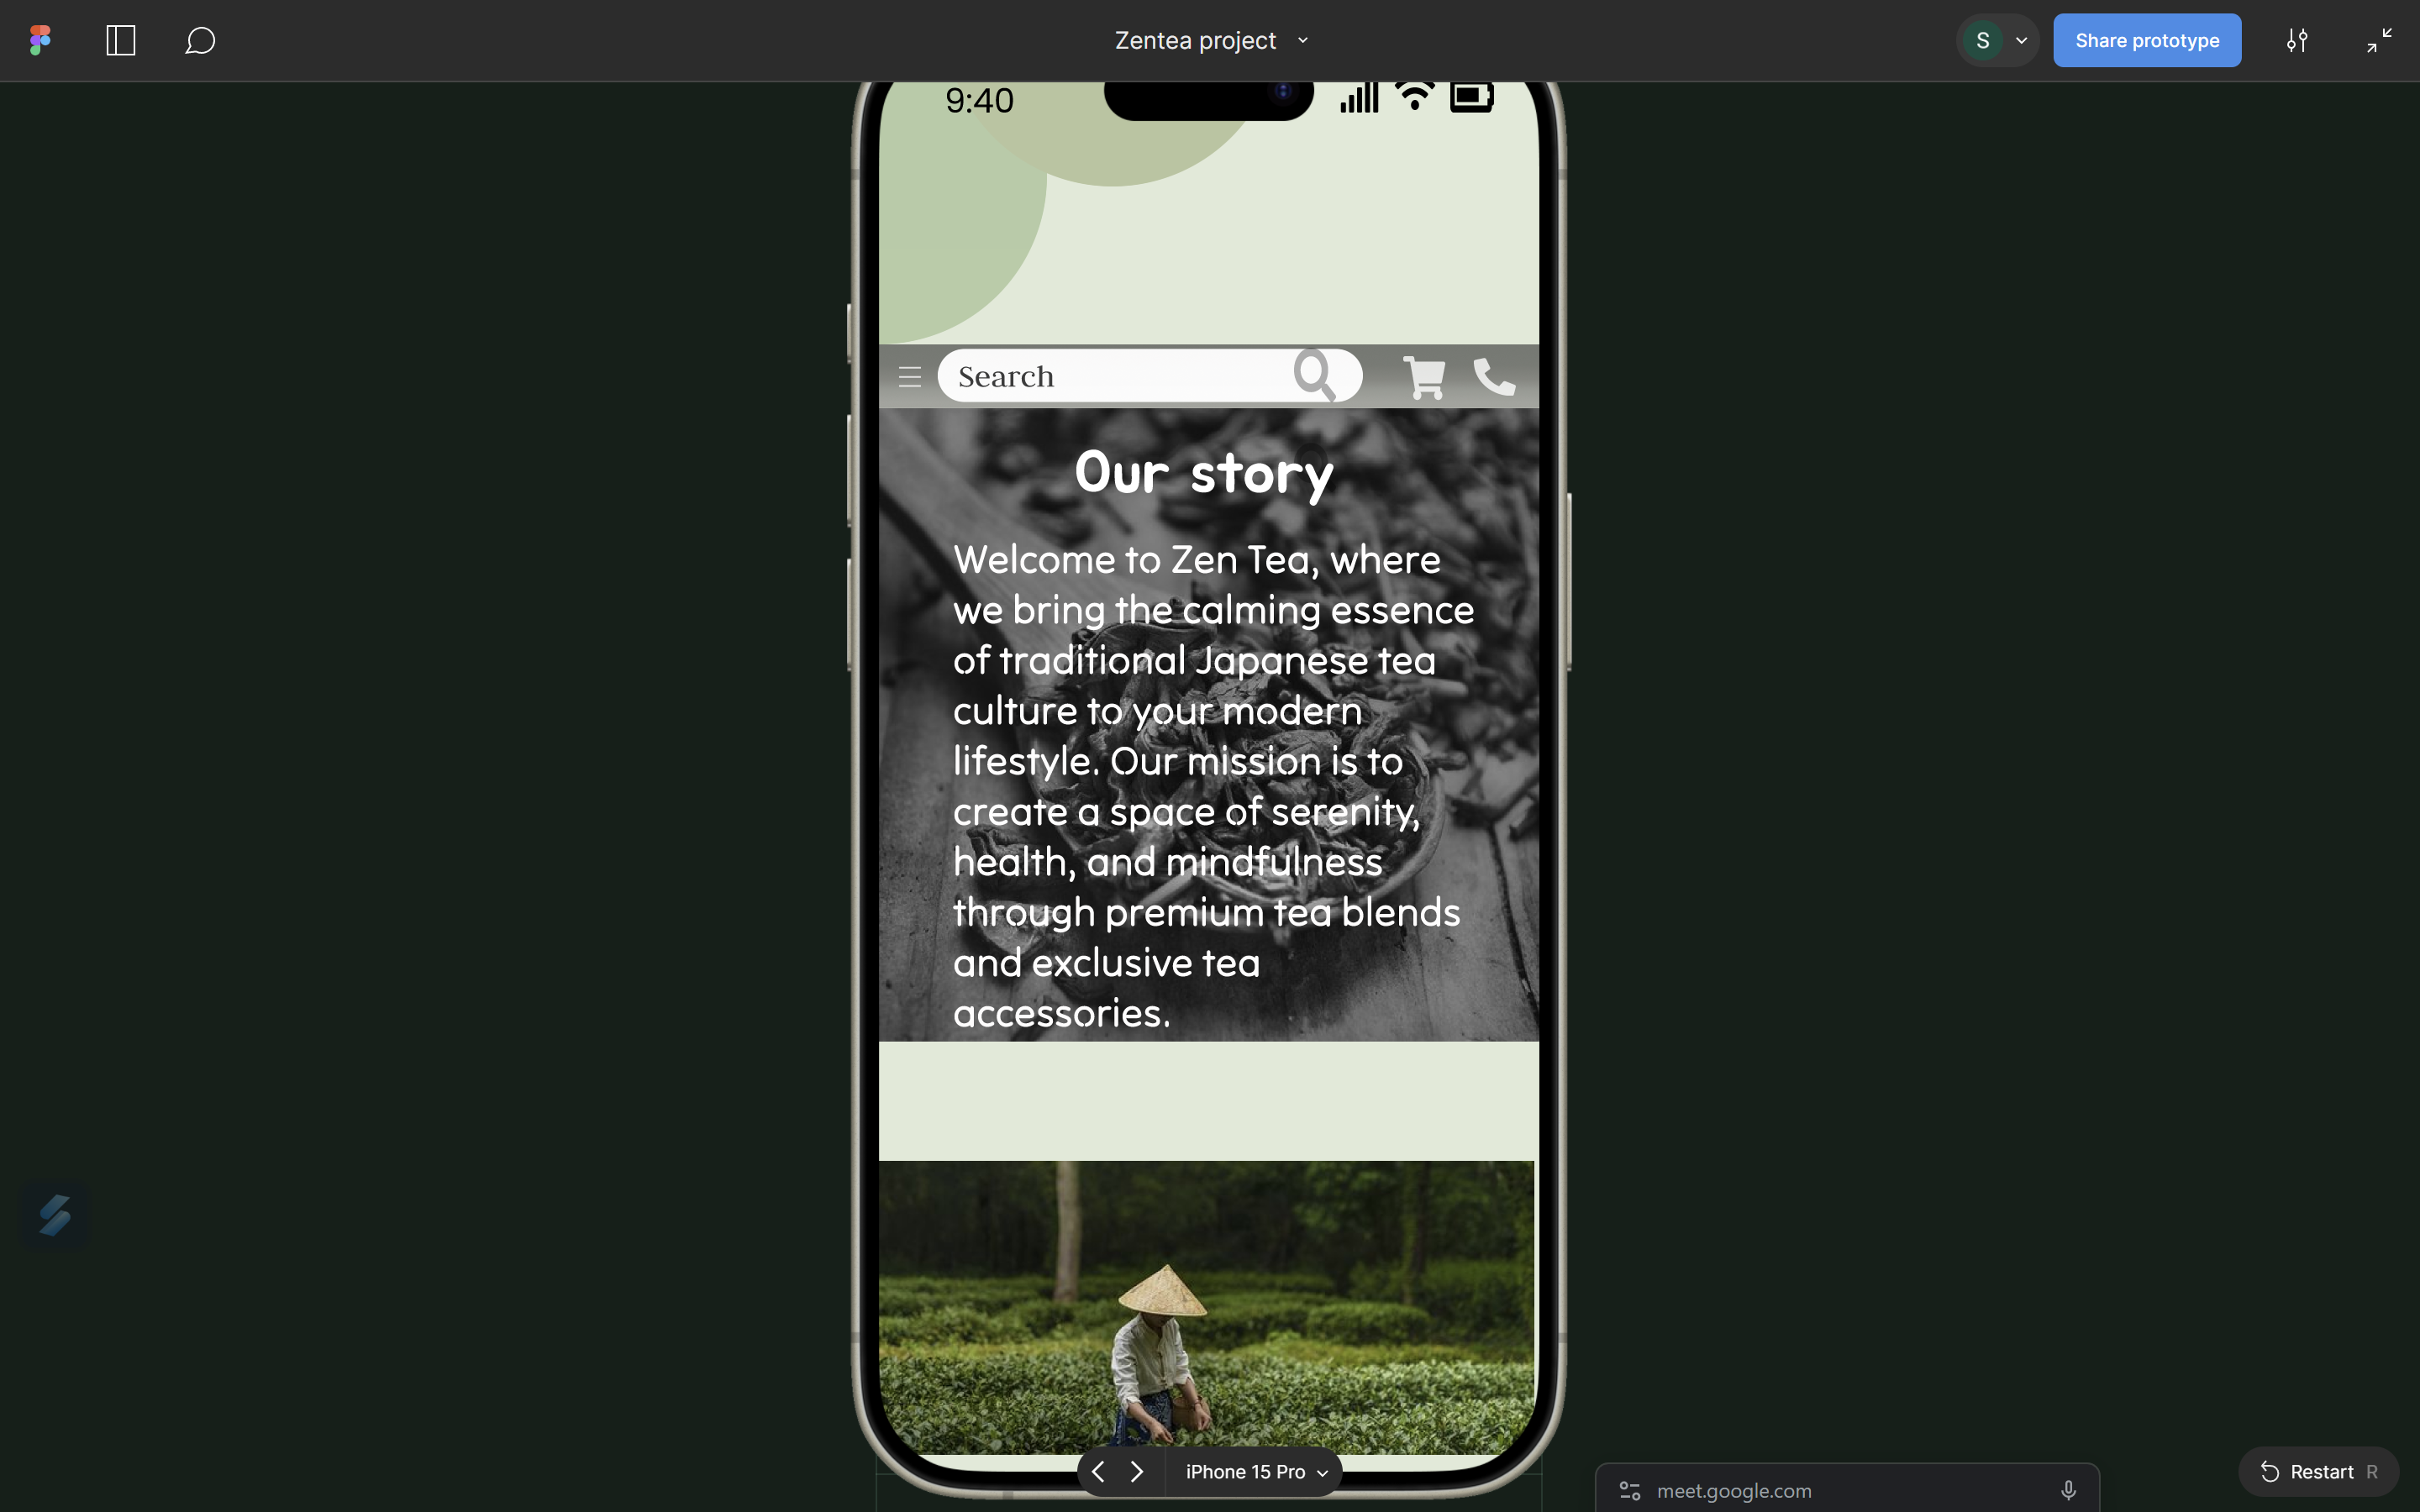 Zentea project
S
Share prototype
9:40
Search
Our story
Welcome to Zen Tea, where
we bring the calming essence
of traditional Japanese tea
culture to your modern
lifestyle. Our mission is to
create a space of serenity,
health, and mindfulness
through premium tea blends
and exclusive tea
accessories.
iPhone 15 Pro
meet.google.com
Restart R